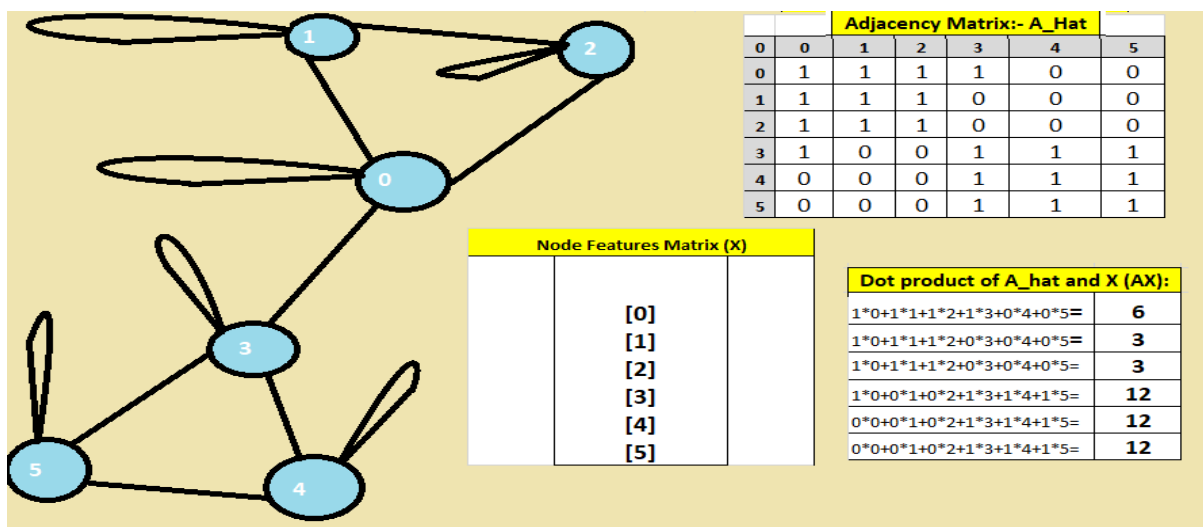 1
2
0
3
5
4
Adjacency Matrix:- A_Hat
0 0 1 2 3 4 5
0 1 1 1 1 0 0
1 1 1 1 0 0 0
2 1 1 1 0 0 0
3 1 0 0 1 1 1
4 0 0 0 1 1 1
5 0 0 0 1 1 1
Node Features Matrix (X)
[0]
[1]
[2]
[3]
[4]
[5]
Dot product of A_hat and X (AX):
1*0+1*1+1*2+1*3+0*4+0*5= 6
1*0+1*1+1*2+0*3+0*4+0*5= 3
1*0+1*1+1*2+0*3+0*4+0*5= 3
1*0+0*1+0*2+1*3+1*4+1*5= 12
0*0+0*1+0*2+1*3+1*4+1*5= 12
0*0+0*1+0*2+1*3+1*4+1*5= 12